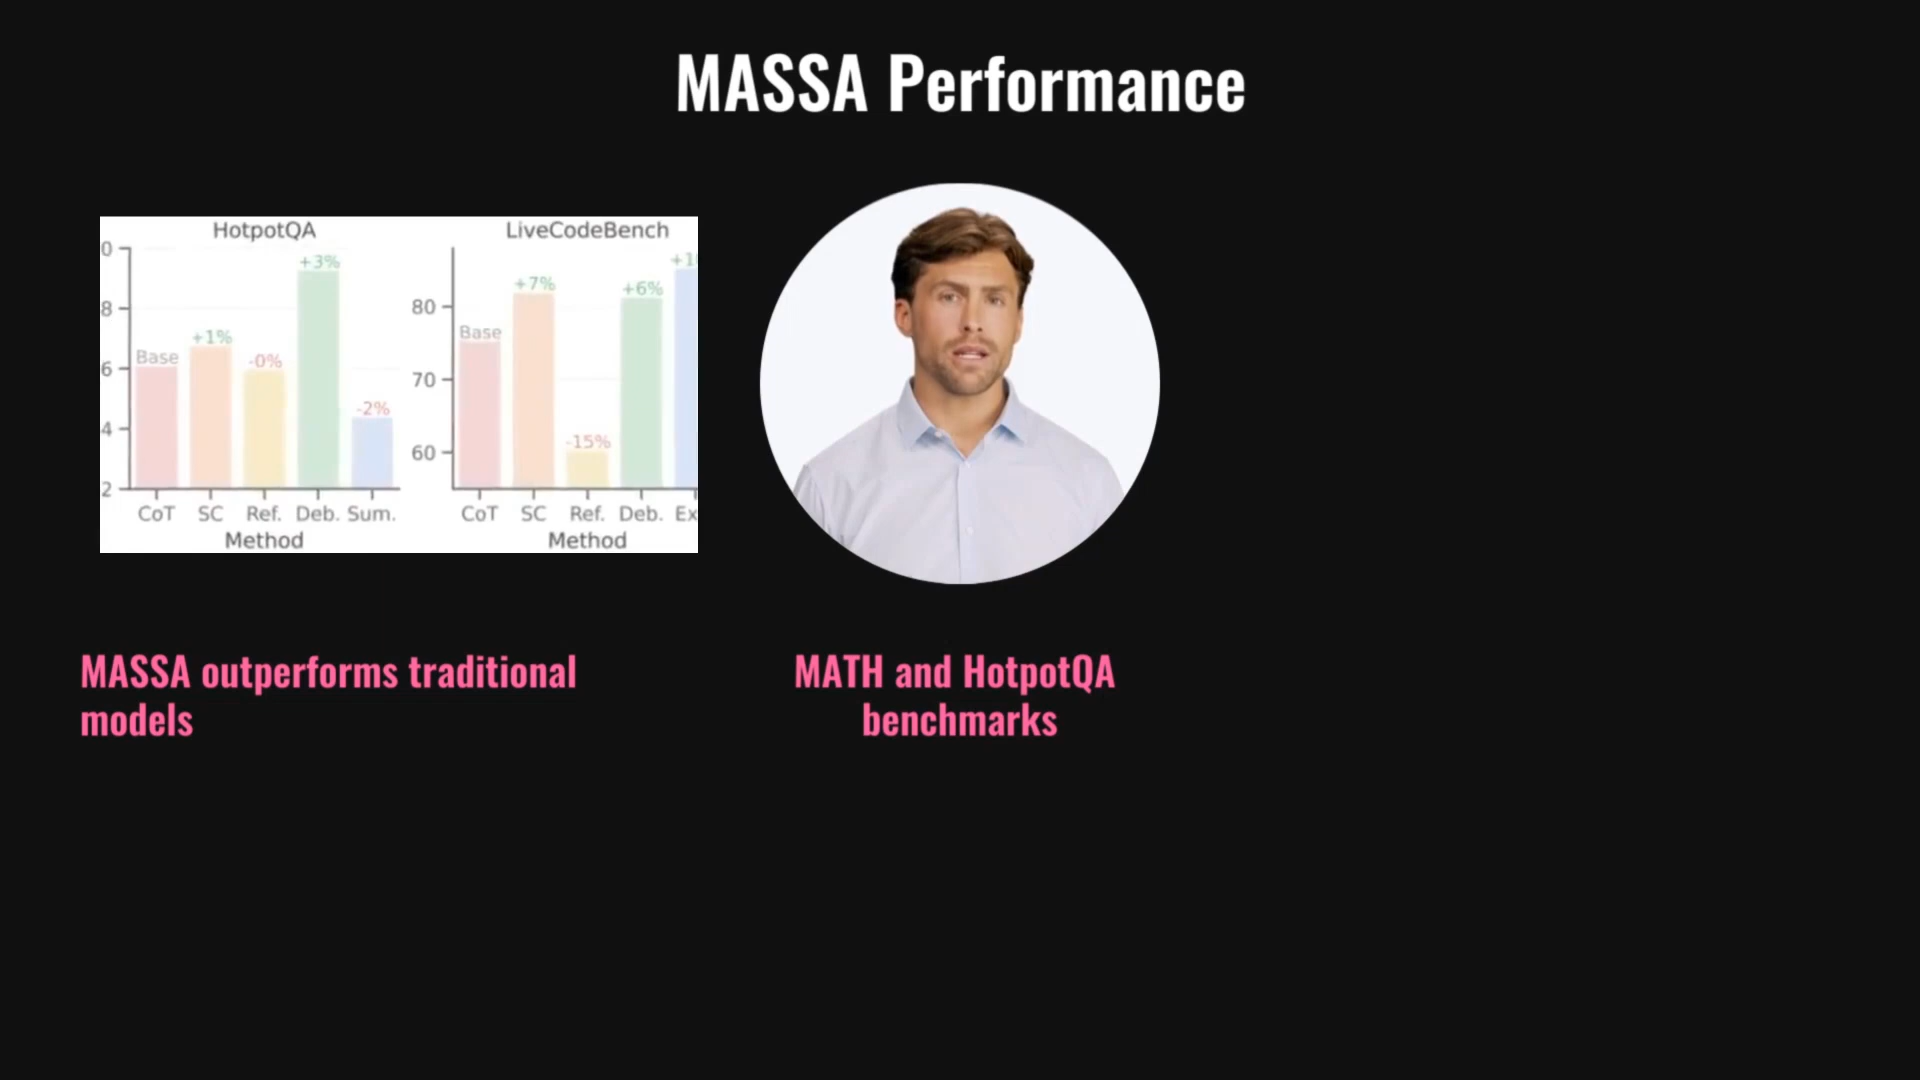 MASSA Performance
HotpotQA
LiveCodeBench
0
8
6
4
2
Base
+1%
-0%
+3%
-2%
CoT SC Ref. Deb. Sum.
Method
80
70
60
Base
+7%
-15%
+6%
CoT SC Ref. Deb.
Method
MASSA outperforms traditional
models
MATH and HotpotQA
benchmarks